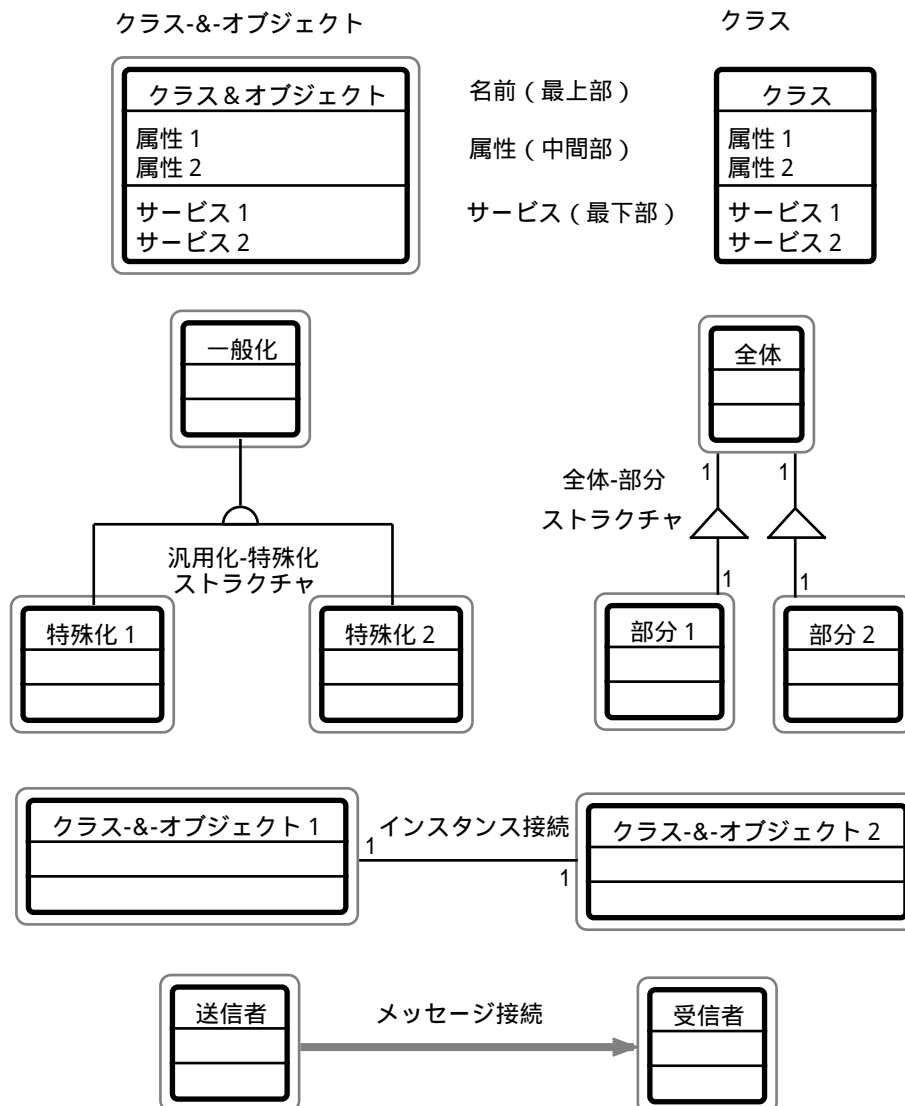 クラス-&-オブジェクト
クラス
クラス＆オブジェクト
名前（最上部）
クラス
属性 1
属性 2
属性（中間部）
属性 1
属性 2
サービス 1
サービス 2
サービス（最下部）
サービス 1
サービス 2
一般化
全体
汎用化-特殊化
ストラクチャ
全体-部分
ストラクチャ
1
1
1
1
特殊化 1
特殊化 2
部分 1
部分 2
クラス-&-オブジェクト 1
1
インスタンス接続
1
クラス-&-オブジェクト 2
送信者
メッセージ接続
受信者